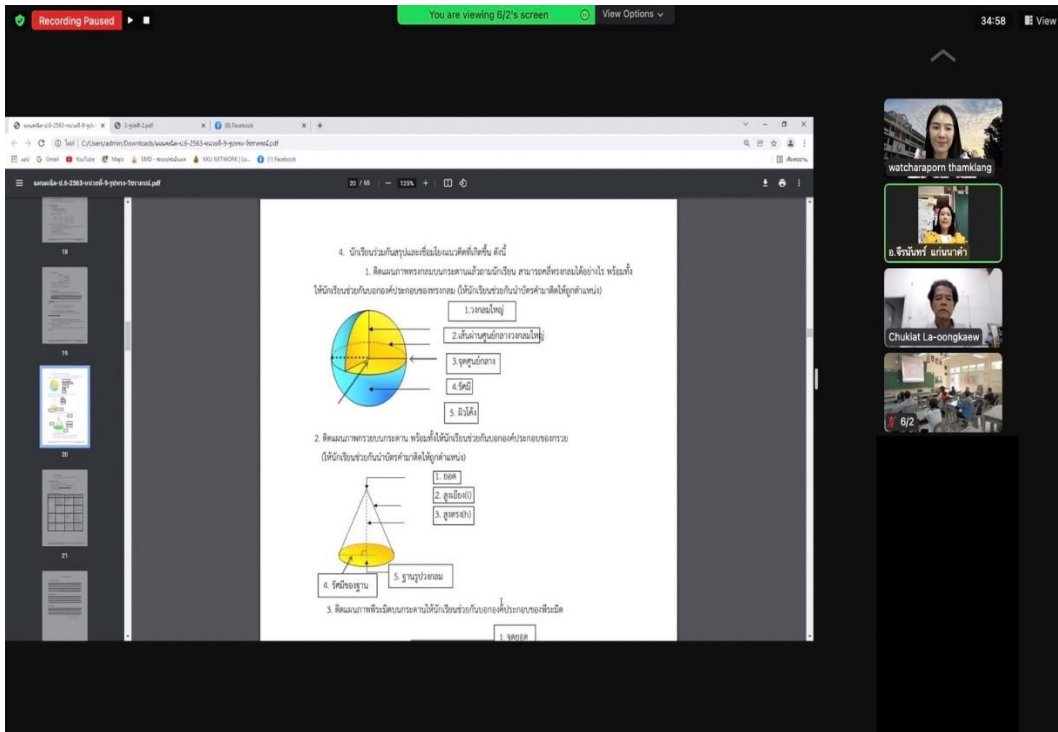 Recording Paused
You are viewing 6/2's screen
View Options
34:58
View
3-รูปที่-2.pdf
(1) Facebook
ไฟล์
Gmail
YouTube
Maps
KKU NETWORK | Lo...
(1) Facebook
20 / 65
125%
18
19
20
21
4. นักเรียนร่วมกันสรุปและเชื่อมโยงแนวคิดที่เกิดขึ้น ดังนี้
1. ติดแผนภาพทรงกลมบนกระดานแล้วถามนักเรียน สามารถคลี่ทรงกลมได้อย่างไร พร้อมทั้ง
ให้นักเรียนช่วยกันบอกองค์ประกอบของทรงกลม (ให้นักเรียนช่วยกันนำบัตรคำมาติดให้ถูกตำแหน่ง)
1.วงกลมใหญ่
2.เส้นผ่านศูนย์กลางวงกลมใหญ่
3.จุดศูนย์กลาง
4.รัศมี
5. ผิวโค้ง
2. ติดแผนภาพกรวยบนกระดาน พร้อมทั้งให้นักเรียนช่วยกันบอกองค์ประกอบของกรวย
(ให้นักเรียนช่วยกันนำบัตรคำมาติดให้ถูกตำแหน่ง)
1. ยอด
2. สูงเอียง(l)
3. สูงตรง(h)
4. รัศมีของฐาน
5. ฐานรูปวงกลม
3. ติดแผนภาพพีระมิดบนกระดานให้นักเรียนช่วยกันบอกองค์ประกอบของพีระมิด
1. จุดยอด
watcharaporn thamklang
อ.จีรนันทร์ แก่นนาคำ
Chukiat La-oongkaew
6/2